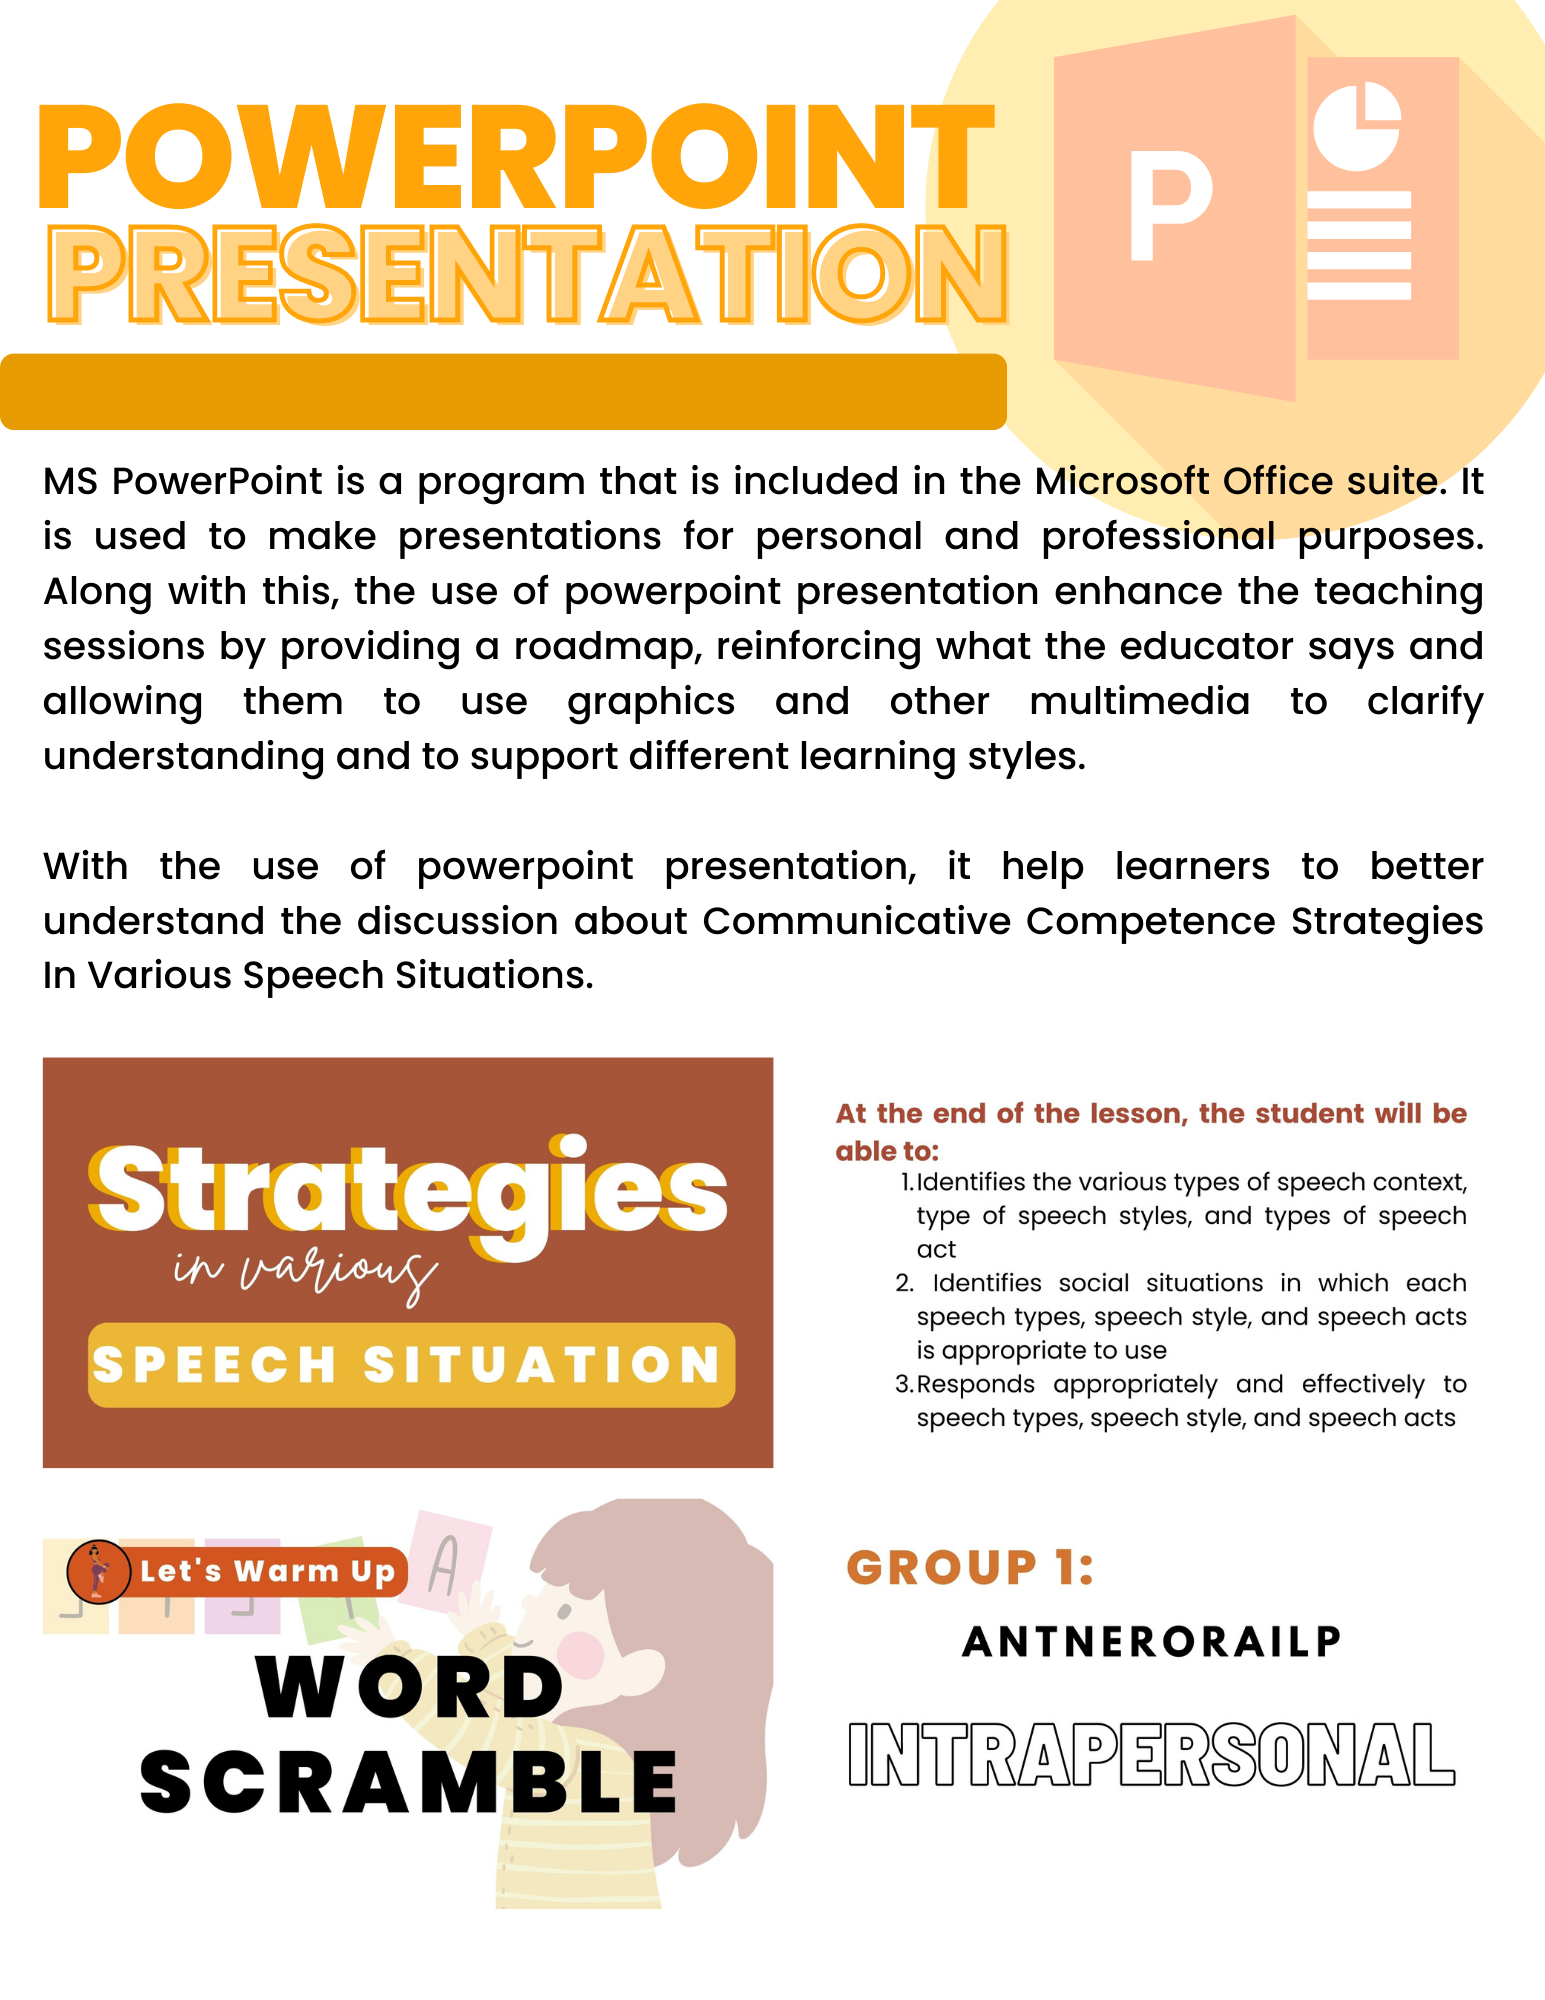 POWERPOINT
PRESENTATION
P
MS PowerPoint is a program that is included in the Microsoft Office suite. It
is used to make presentations for personal and professional purposes.
Along with this, the use of powerpoint presentation enhance the teaching
sessions by providing a roadmap, reinforcing what the educator says and
allowing them to use graphics and other multimedia to clarify
understanding and to support different learning styles.
With the use of powerpoint presentation, it help learners to better
understand the discussion about Communicative Competence Strategies
In Various Speech Situations.
Strategies
in various
SPEECH SITUATION
At the end of the lesson, the student will be
able to:
1. Identifies the various types of speech context,
type of speech styles, and types of speech
act
2. Identifies social situations in which each
speech types, speech style, and speech acts
is appropriate to use
3. Responds appropriately and effectively to
speech types, speech style, and speech acts
A
Let's Warm Up
WORD
SCRAMBLE
GROUP 1:
ANTNERORAILP
INTRAPERSONAL